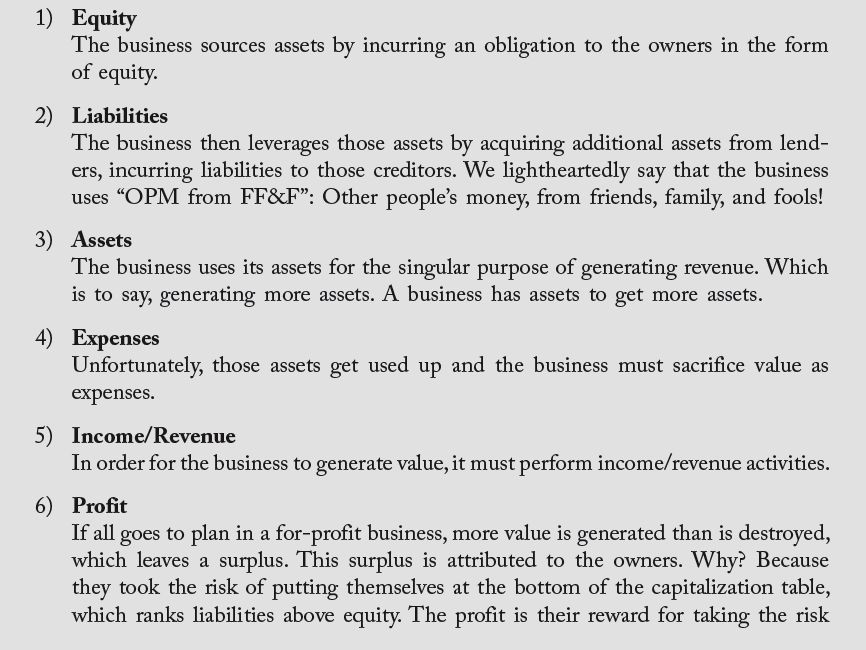 1) Equity
The business sources assets by incurring an obligation to the owners in the form
of equity.
2) Liabilities
The business then leverages those assets by acquiring additional assets from lend-
ers, incurring liabilities to those creditors. We lightheartedly say that the business
uses “OPM from FF&F”: Other people’s money, from friends, family, and fools!
3) Assets
The business uses its assets for the singular purpose of generating revenue. Which
is to say, generating more assets. A business has assets to get more assets.
4) Expenses
Unfortunately, those assets get used up and the business must sacrifice value as
expenses.
5) Income/Revenue
In order for the business to generate value, it must perform income/revenue activities.
6) Profit
If all goes to plan in a for-profit business, more value is generated than is destroyed,
which leaves a surplus. This surplus is attributed to the owners. Why? Because
they took the risk of putting themselves at the bottom of the capitalization table,
which ranks liabilities above equity. The profit is their reward for taking the risk